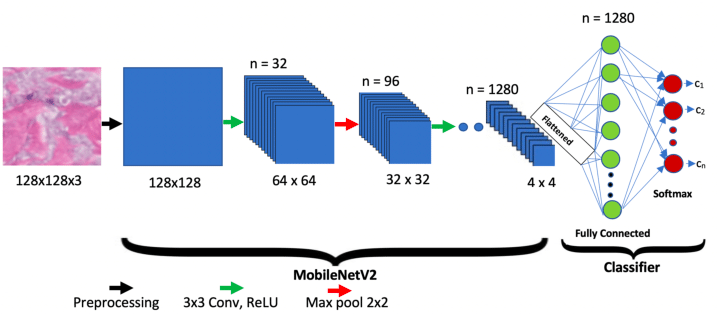 n = 1280
n = 32
n = 96
n = 1280
Flattened
c1
c2
cn
128x128x3
128x128
64 x 64
32 x 32
4 x 4
Softmax
Fully Connected
MobileNetV2
Classifier
Preprocessing
3x3 Conv, ReLU
Max pool 2x2